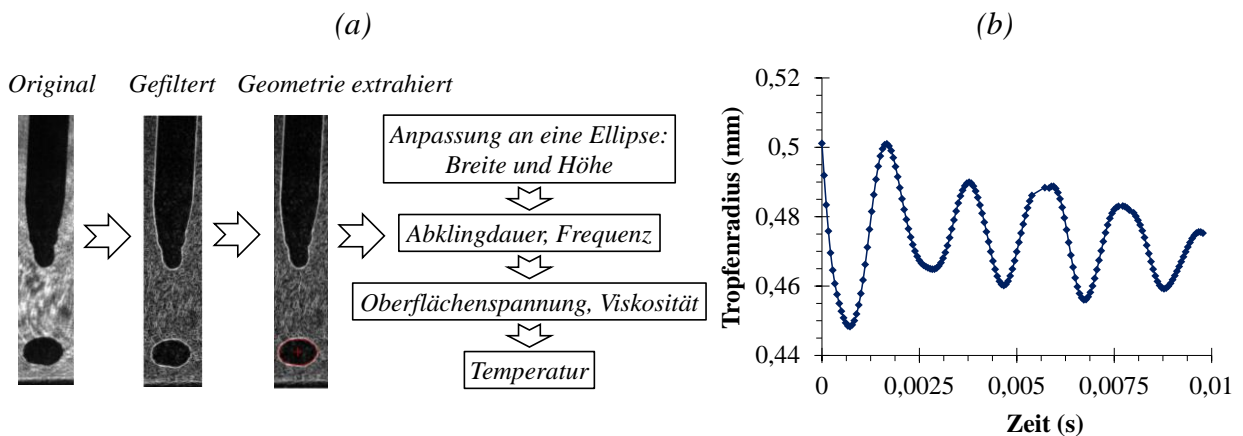 (a)
Original
Gefiltert
Geometrie extrahiert
Anpassung an eine Ellipse:
Breite und Höhe
Abklingdauer, Frequenz
Oberflächenspannung, Viskosität
Temperatur
(b)
Tropfenradius (mm)
0,52
0,5
0,48
0,46
0,44
0
0,0025
0,005
0,0075
0,01
Zeit (s)